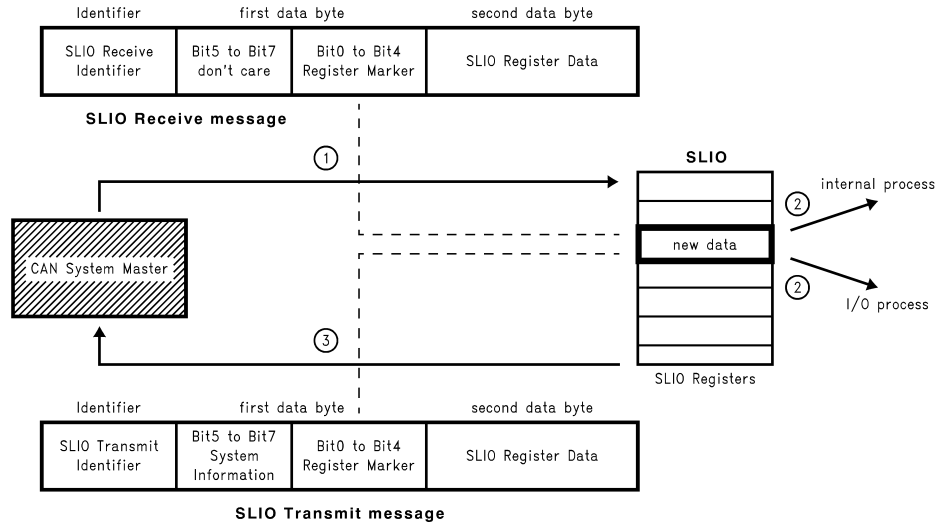 Identifier first data byte second data byte
SLIO Receive Identifier
Bit5 to Bit7 don't care
Bit0 to Bit4 Register Marker
SLIO Register Data
SLIO Receive message
1
SLIO
internal process
2
new data
CAN System Master
2
I/O process
3
SLIO Registers
Identifier first data byte second data byte
SLIO Transmit Identifier
Bit5 to Bit7 System Information
Bit0 to Bit4 Register Marker
SLIO Register Data
SLIO Transmit message